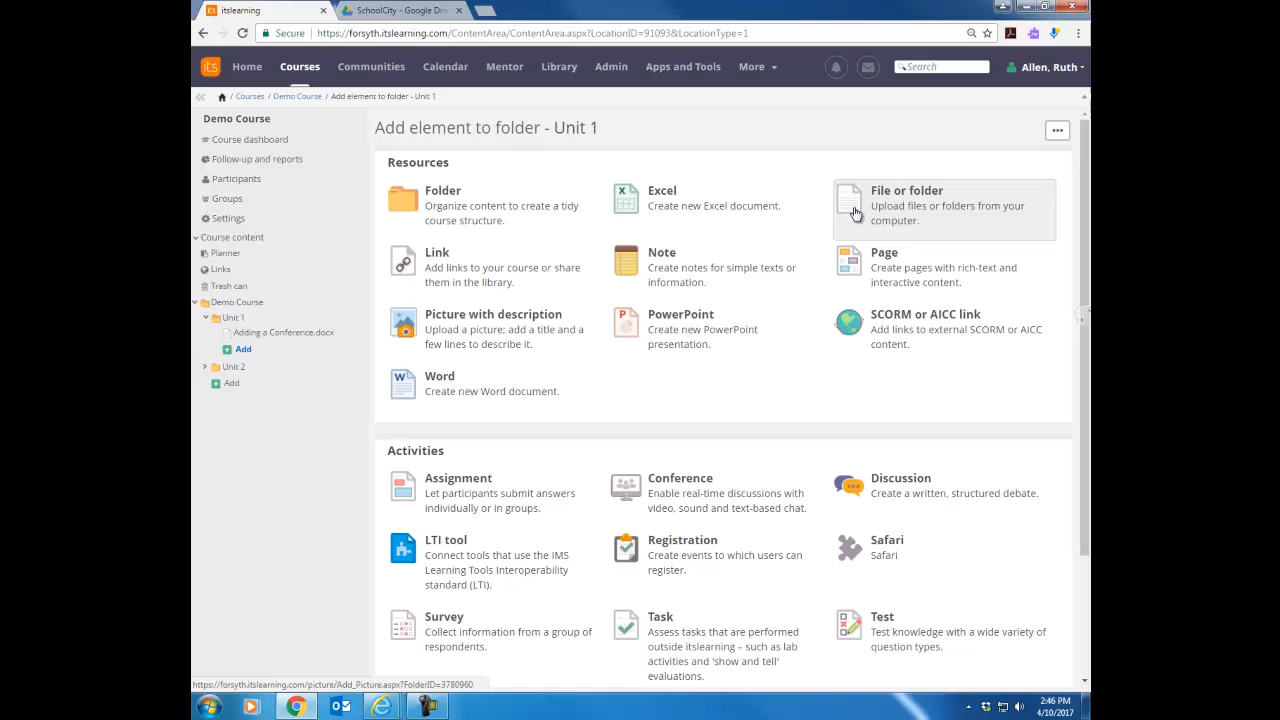 itslearning
SchoolCity - Google Dri
Secure
https://forsyth.itslearning.com/ContentArea/ContentArea.aspx?LocationID=91093&LocationType=1
its
Home
Courses
Communities
Calendar
Mentor
Library
Admin
Apps and Tools
More
Search
Allen, Ruth
/ Courses / Demo Course / Add element to folder - Unit 1
Demo Course
Course dashboard
Follow-up and reports
Participants
Groups
Settings
Course content
Planner
Links
Trash can
Demo Course
Unit 1
Adding a Conference.docx
Add
Unit 2
Add
Add element to folder - Unit 1
Resources
Folder
Organize content to create a tidy
course structure.
Excel
Create new Excel document.
File or folder
Upload files or folders from your
computer.
Link
Add links to your course or share
them in the library.
Note
Create notes for simple texts or
information.
Page
Create pages with rich-text and
interactive content.
Picture with description
Upload a picture; add a title and a
few lines to describe it.
PowerPoint
Create new PowerPoint
presentation.
SCORM or AICC link
Add links to external SCORM or AICC
content.
Word
Create new Word document.
Activities
Assignment
Let participants submit answers
individually or in groups.
Conference
Enable real-time discussions with
video, sound and text-based chat.
Discussion
Create a written, structured debate.
LTI tool
Connect tools that use the IMS
Learning Tools Interoperability
standard (LTI).
Registration
Create events to which users can
register.
Safari
Safari
Survey
Collect information from a group of
respondents.
Task
Assess tasks that are performed
outside itslearning – such as lab
activities and 'show and tell'
evaluations.
Test
Test knowledge with a wide variety of
question types.
https://forsyth.itslearning.com/picture/Add_Picture.aspx?FolderID=3780960
2:46 PM
4/10/2017